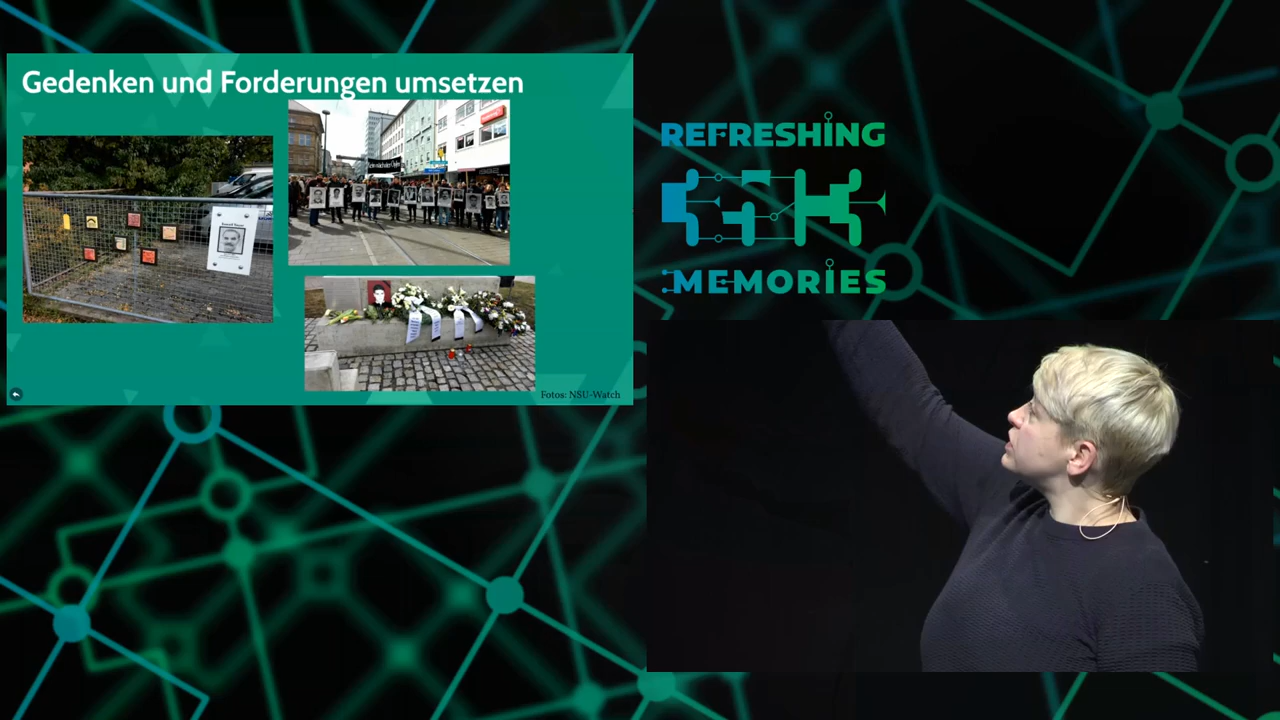 Gedenken und Forderungen umsetzen
Fotos: NSU-Watch
REFRESHING
MEMORIES